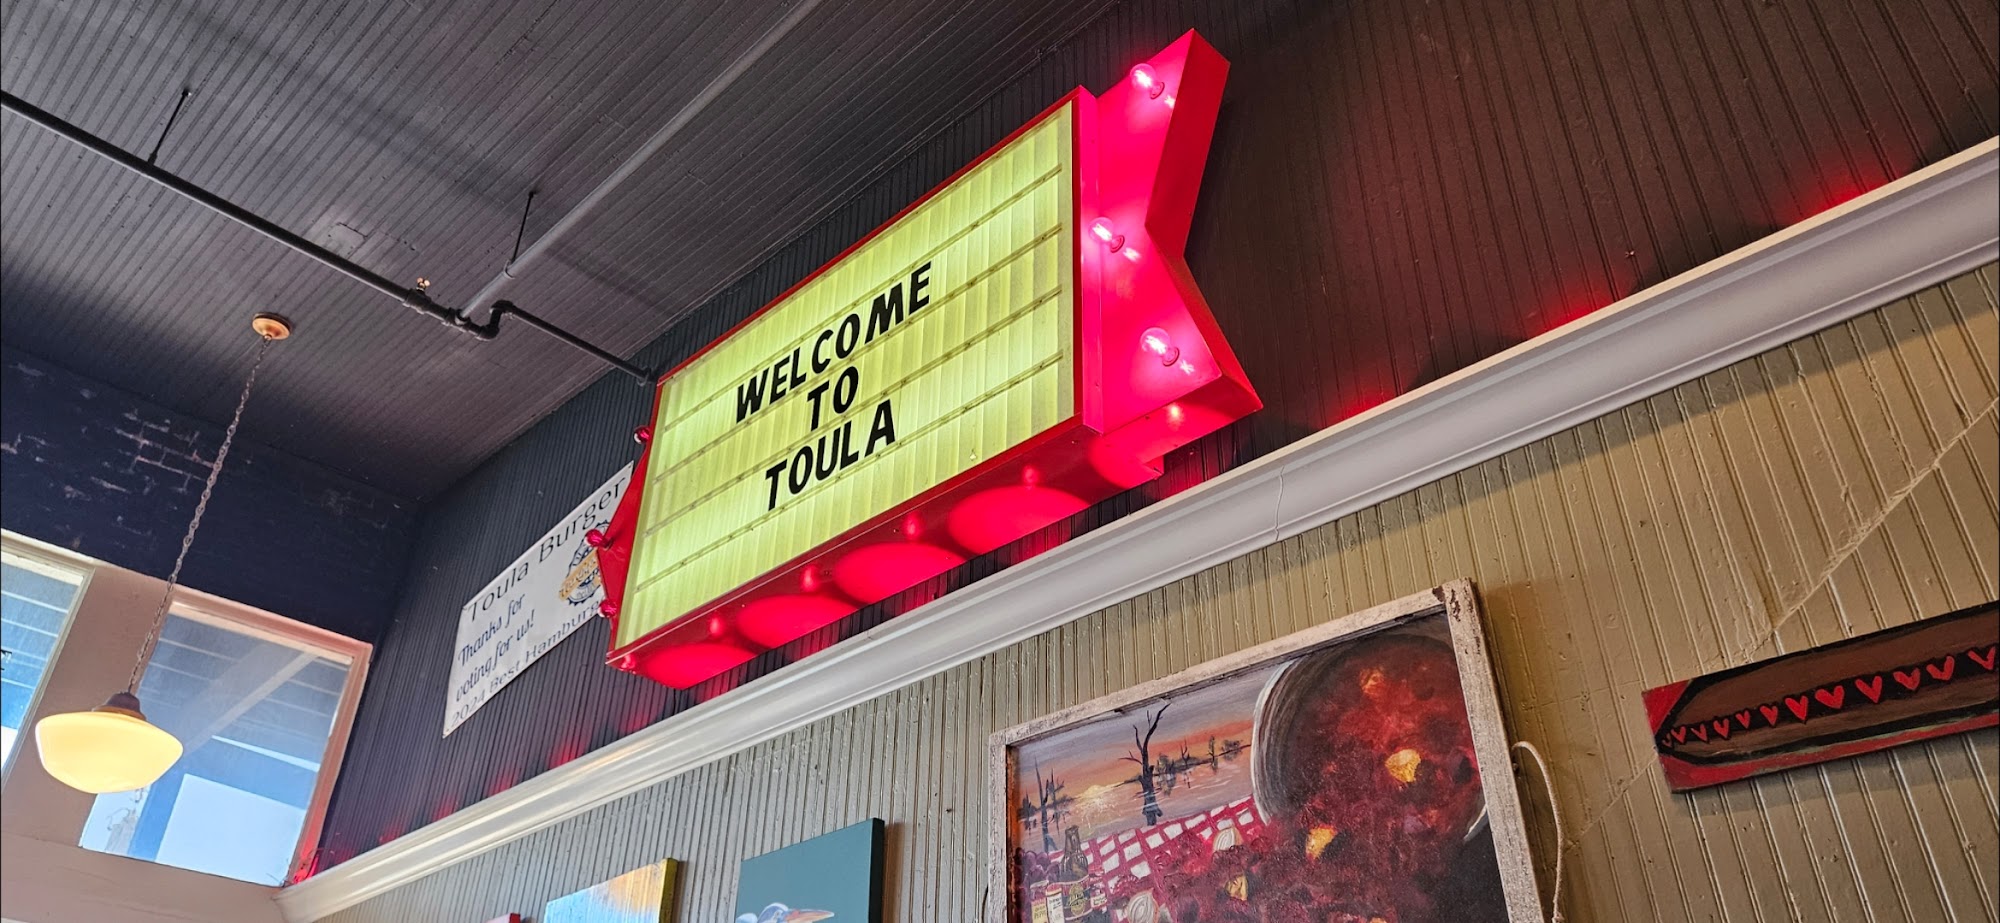 WELCOME
TO
TOULA
Toula Burger
Thanks for
voting for us!
2024 Best Hamburg